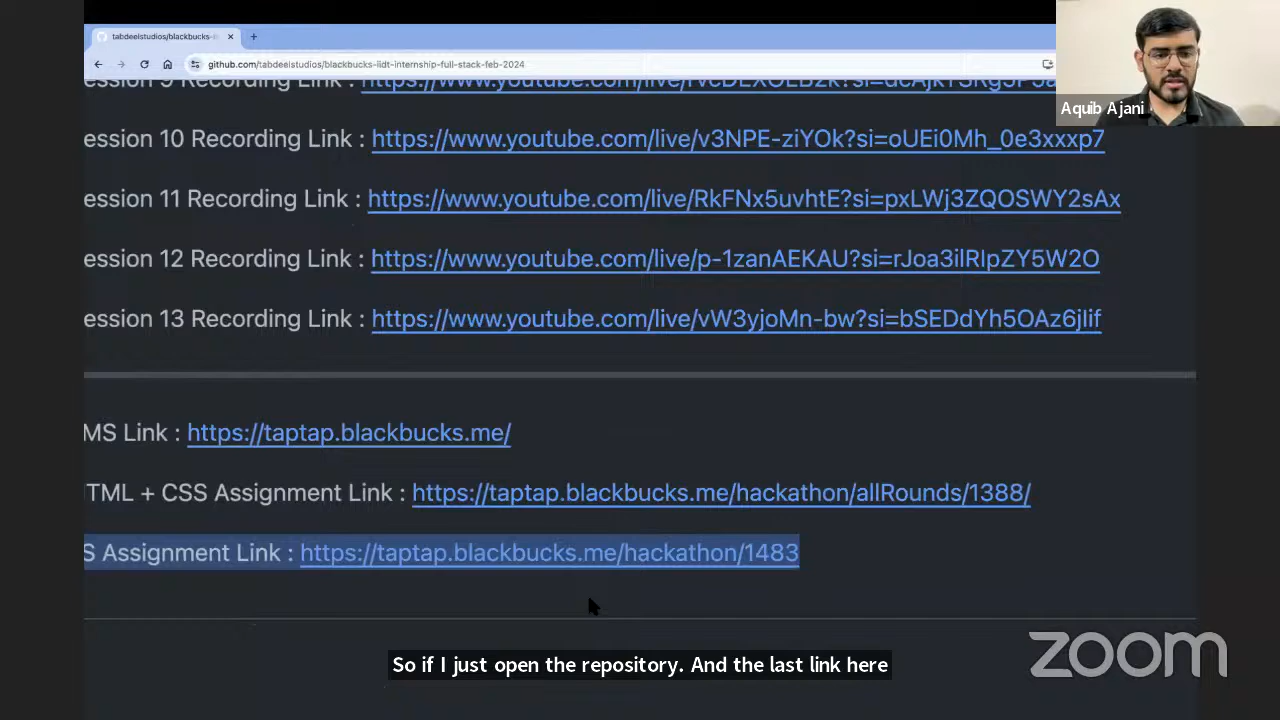 tabdeelstudios/blackbucks-
github.com/tabdeelstudios/blackbucks-iidt-internship-full-stack-feb-2024
Aquib Ajani
ession 9 Recording Link :
ession 10 Recording Link : https://www.youtube.com/live/v3NPE-ziYOk?si=oUEi0Mh_0e3xxxp7
ession 11 Recording Link : https://www.youtube.com/live/RkFNx5uvhtE?si=pxLWj3ZQOSWY2sAx
ession 12 Recording Link : https://www.youtube.com/live/p-1zanAEKAU?si=rJoa3ilRIpZY5W2O
ession 13 Recording Link : https://www.youtube.com/live/vW3yjoMn-bw?si=bSEDdYh5OAz6jIif
MS Link : https://taptap.blackbucks.me/
TML + CSS Assignment Link : https://taptap.blackbucks.me/hackathon/allRounds/1388/
S Assignment Link : https://taptap.blackbucks.me/hackathon/1483
So if I just open the repository. And the last link here
zoom